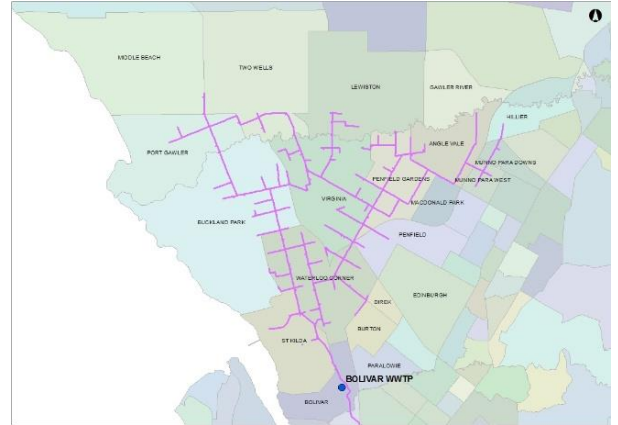 MIDDLE BEACH
TWO WELLS
LEWISTON
GAWLER RIVER
HILLIER
PORT GAWLER
ANGLE VALE
MUNNO PARA DOWNS
PENFIELD GARDENS
MUNNO PARA WEST
VIRGINIA
MACDONALD PARK
BUCKLAND PARK
PENFIELD
WATERLOO CORNER
EDINBURGH
DIREK
BURTON
ST KILDA
PARALOWIE
BOLIVAR WWTP
BOLIVAR